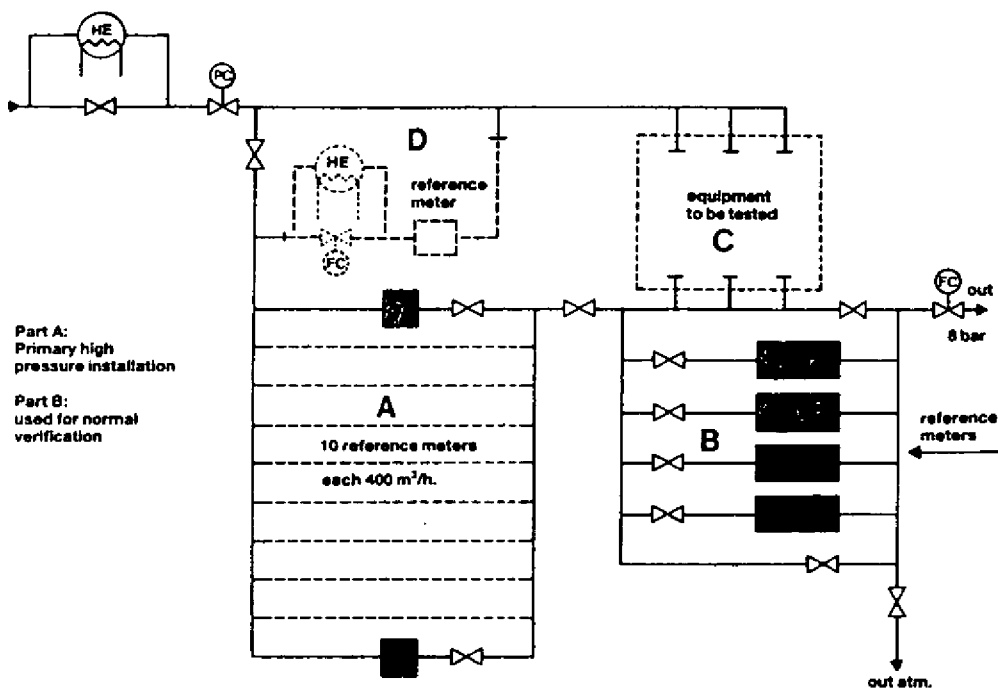 HE
PC
D
HE
reference
meter
FC
equipment
to be tested
C
FC
out
8 bar
Part A:
Primary high
pressure installation
Part B:
used for normal
verification
A
10 reference meters
each 400 m³/h.
B
reference
meters
out atm.